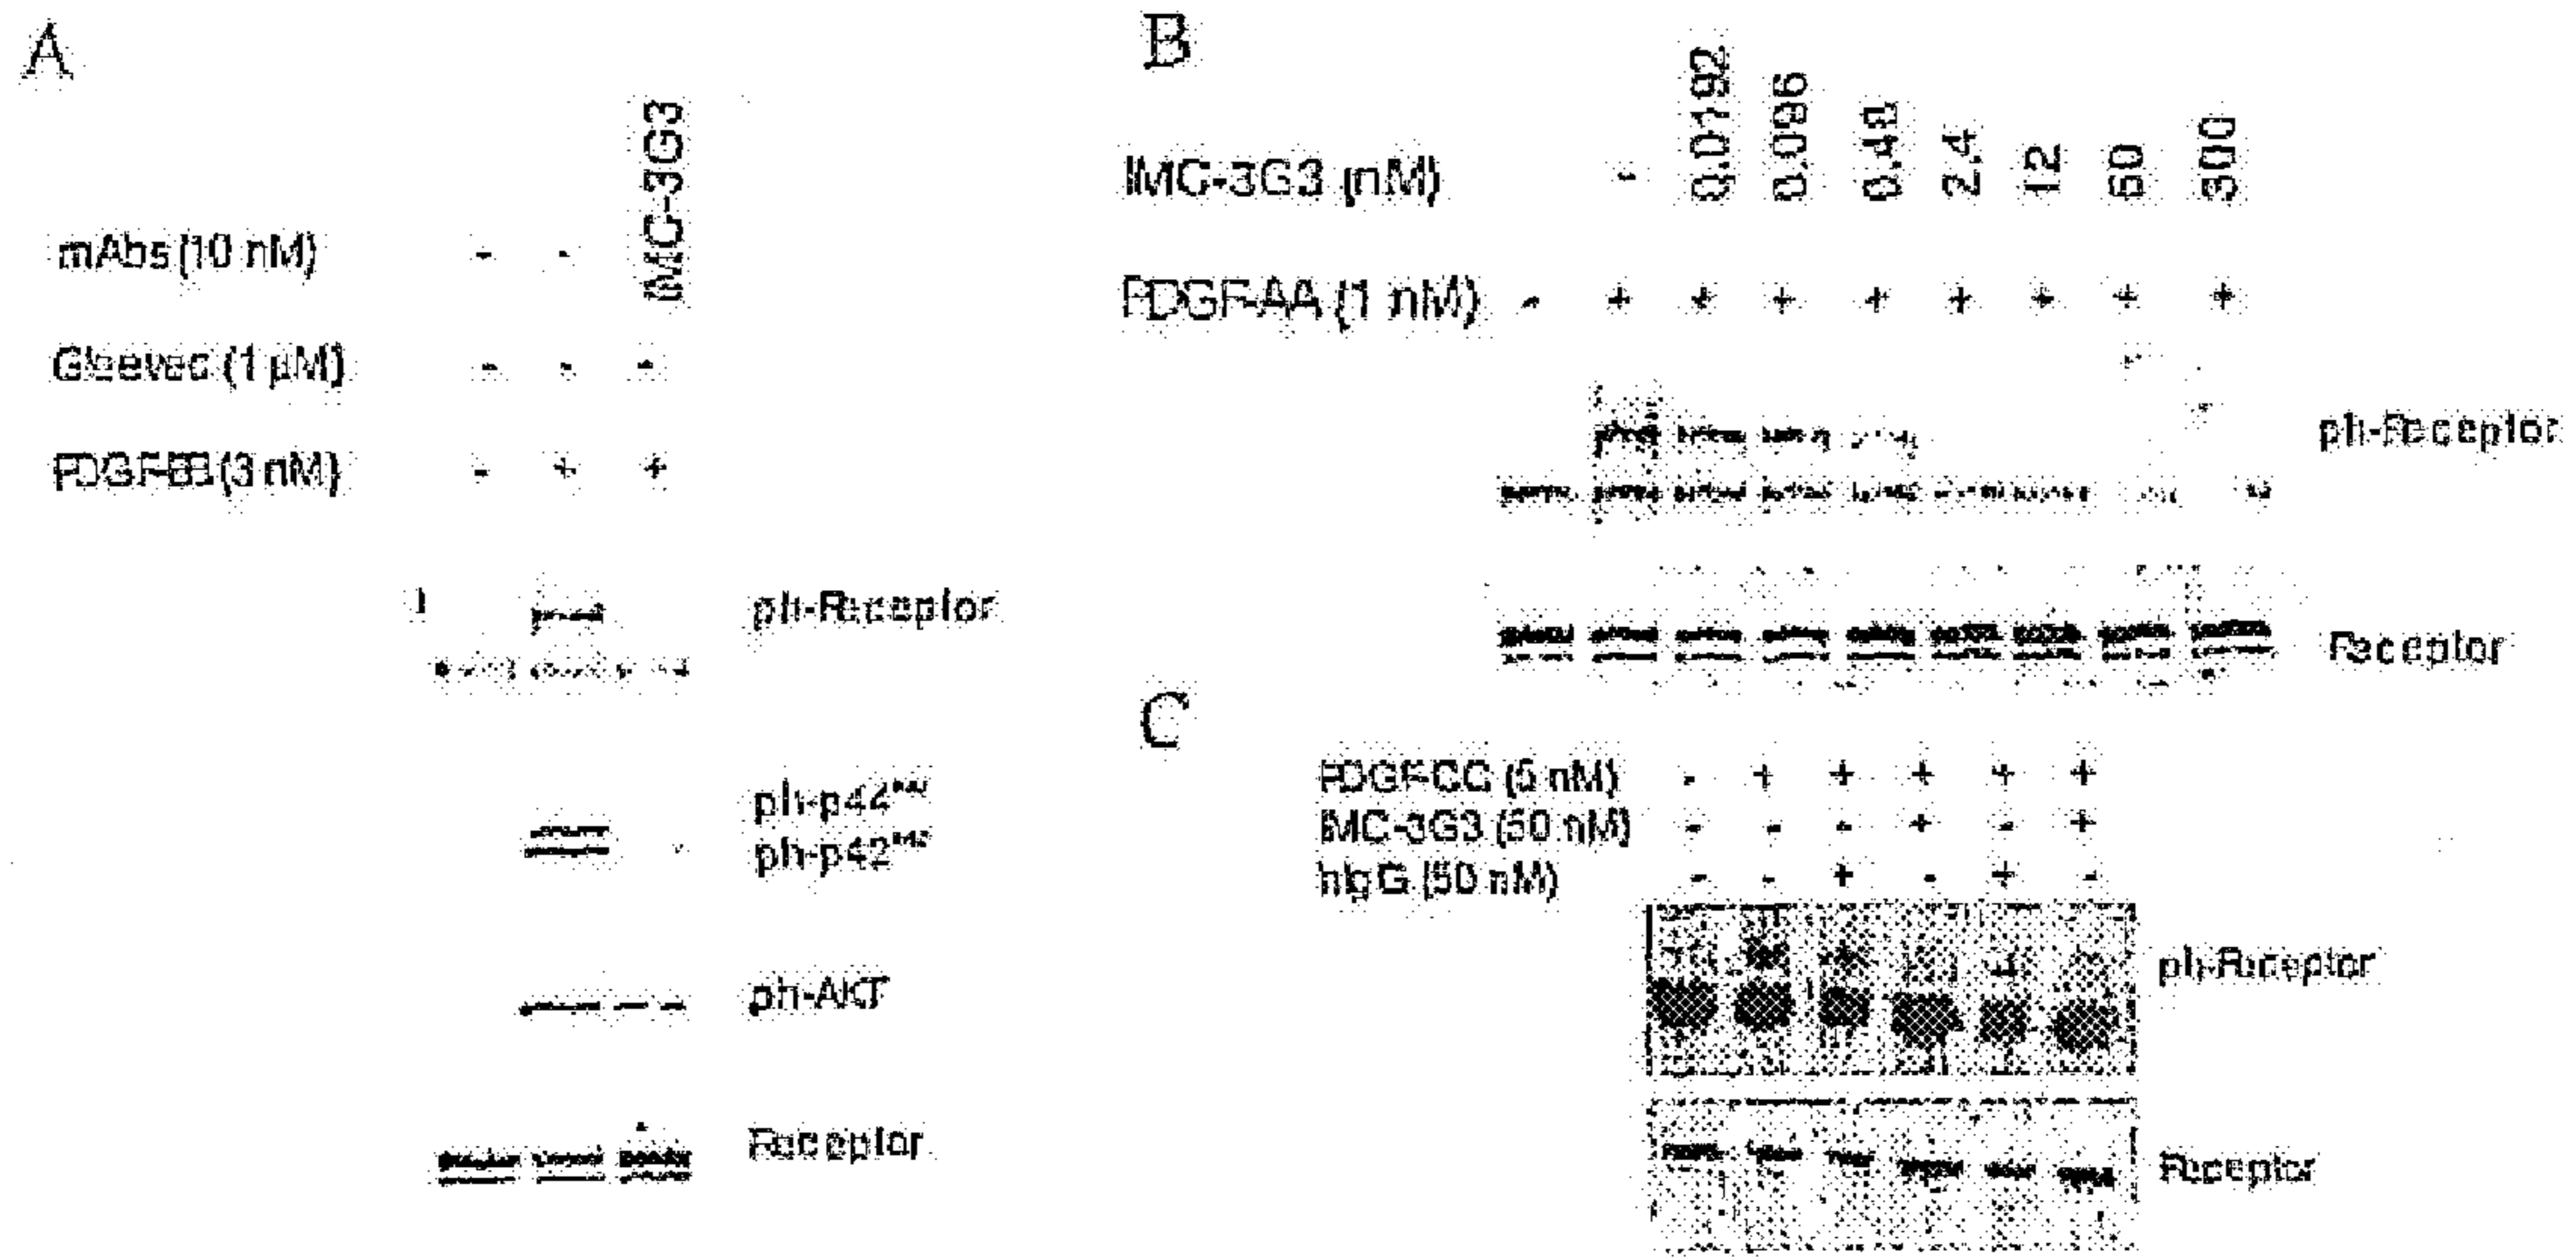 A
IMC-3G3
mAbs (10 nM) - -
Gleevec (1 µM) - - -
PDGF-BB (3 nM) - + +
ph-Receptor
ph-p44
ph-p42
ph-AKT
Receptor
B
IMC-3G3 (nM) - 0.0192 0.096 0.48 2.4 12 60 300
PDGF-AA (1 nM) - + + + + + + + +
ph-Receptor
Receptor
C
PDGF-CC (5 nM) - + + + + +
IMC-3G3 (50 nM) - - - + - +
hIgG (50 nM) - - + - + -
ph-Receptor
Receptor